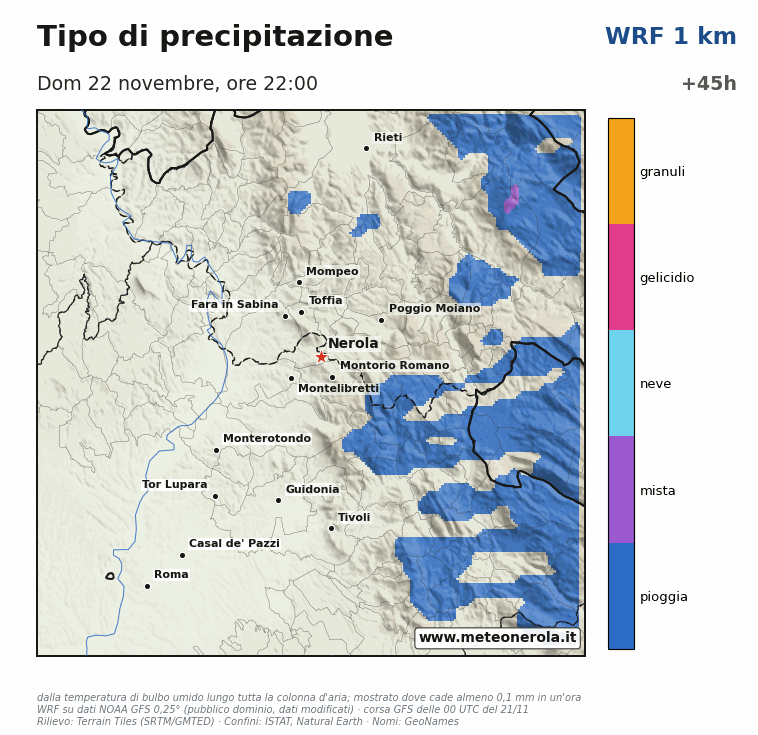 Tipo di precipitazione
WRF 1 km
Dom 22 novembre, ore 22:00
+45h
Rieti
Mompeo
Fara in Sabina
Toffia
Poggio Moiano
Nerola
Montorio Romano
Montelibretti
Monterotondo
Tor Lupara
Guidonia
Tivoli
Casal de' Pazzi
Roma
www.meteonerola.it
granuli
gelicidio
neve
mista
pioggia
dalla temperatura di bulbo umido lungo tutta la colonna d'aria; mostrato dove cade almeno 0,1 mm in un'ora
WRF su dati NOAA GFS 0,25° (pubblico dominio, dati modificati) · corsa GFS delle 00 UTC del 21/11
Rilievo: Terrain Tiles (SRTM/GMTED) · Confini: ISTAT, Natural Earth · Nomi: GeoNames